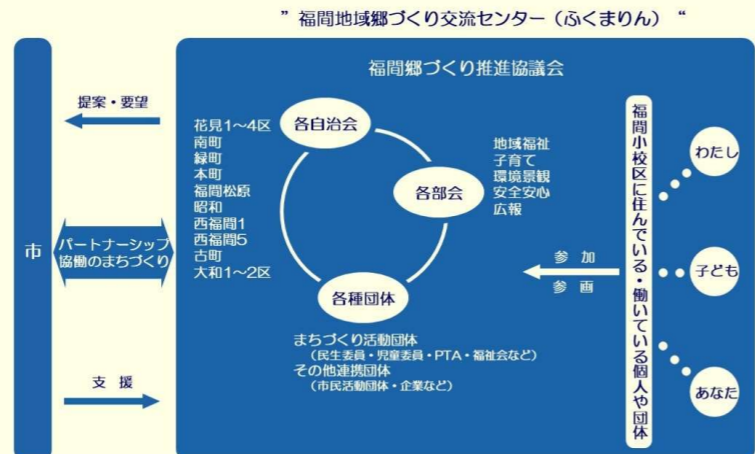 ”福間地域郷づくり交流センター（ふくまりん）“
福間郷づくり推進協議会
市
提案・要望
パートナーシップ
協働のまちづくり
支 援
各自治会
花見1～4区
南町
緑町
本町
福間松原
昭和
西福間1
西福間5
古町
大和1～2区
各部会
地域福祉
子育て
環境景観
安全安心
広報
各種団体
まちづくり活動団体
（民生委員・児童委員・PTA・福祉会など）
その他連携団体
（市民活動団体・企業など）
参 加
参 画
福間小校区に住んでいる・働いている個人や団体
わたし
子ども
あなた